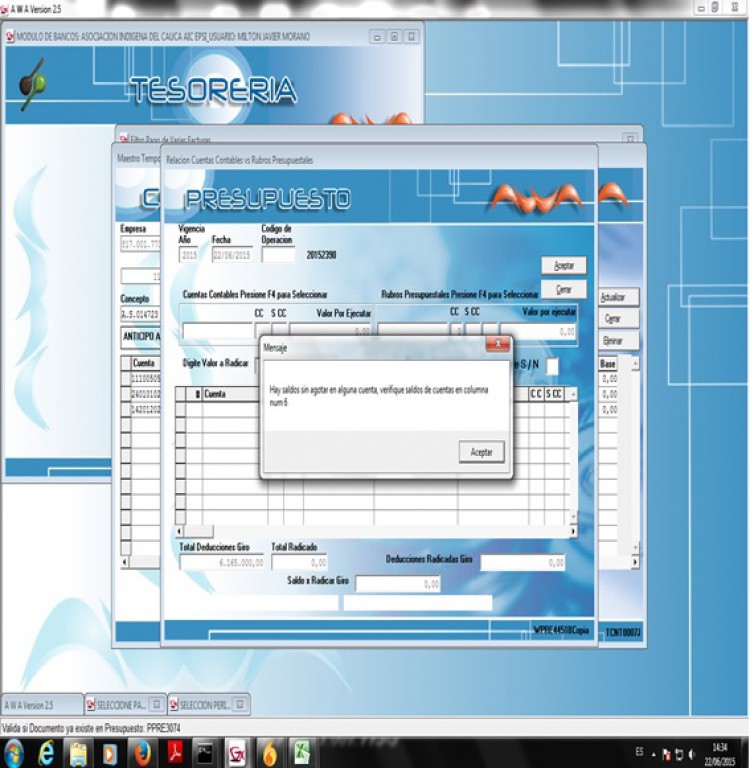 A W A Version 2.5
MODULO DE BANCOS: ASOCIACION INDIGENA DEL CAUCA AIC EPSI_USUARIO: MILTON JAVIER MORANO
TESORERIA
Filtro Pago de Varias Facturas
Maestro Tempo
Relacion Cuentas Contables vs Rubros Presupuestales
C
PRESUPUESTO
Empresa
817.001.77
11
Vigencia
Año
Fecha
Codigo de
Operacion
2015
22/06/2015
20152390
Aceptar
Cerrar
Concepto
A.5.014723
ANTICIPO A
Cuentas Contables Presione F4 para Seleccionar
Rubros Presupuestales Presione F4 para Seleccionar
CC S CC Valor Por Ejecutar
CC S CC Valor por ejecutar
0.00
0
0,00
Actualizar
Cerrar
Eliminar
Digite Valor a Radicar
e S / N
Mensaje
Hay saldos sin agotar en alguna cuenta, verifique saldos de cuentas en columna
num 6
Aceptar
Cuenta
11100505
24020102
14201202
Cuenta
CC S CC
Base
0,00
0,00
0,00
Total Deducciones Giro
6.165.000,00
Total Radicado
0,00
Deducciones Radicadas Giro
0,00
Saldo x Radicar Giro
0,00
WPRE4451BCopia
TCNT0007J
A W A Version 2.5
SELECCIONE PA...
SELECCION PERI...
Valida si Documento ya existe en Presupuesto: PPRE3074
ES
14:34
22/06/2015